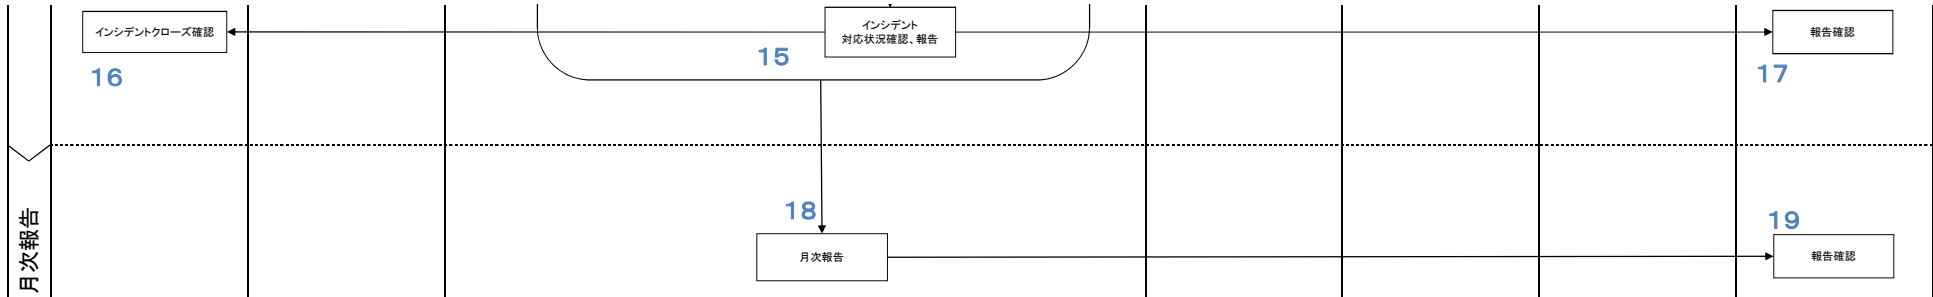 インシデントクローズ確認
インシデント
対応状況確認、報告
報告確認
15
16
17
18
19
月次報告
報告確認
月次報告